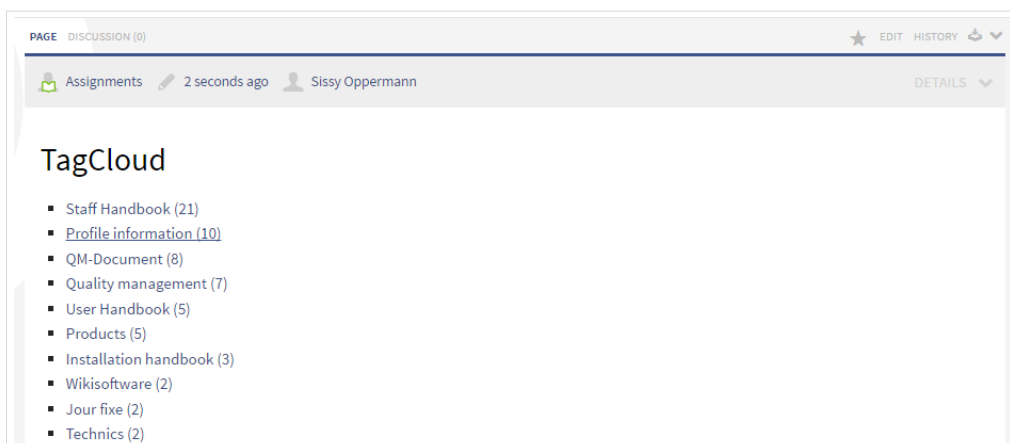 PAGE DISCUSSION (0) EDIT HISTORY
Assignments 2 seconds ago Sissy Oppermann DETAILS
TagCloud
Staff Handbook (21)
Profile information (10)
QM-Document (8)
Quality management (7)
User Handbook (5)
Products (5)
Installation handbook (3)
Wikisoftware (2)
Jour fixe (2)
Technics (2)